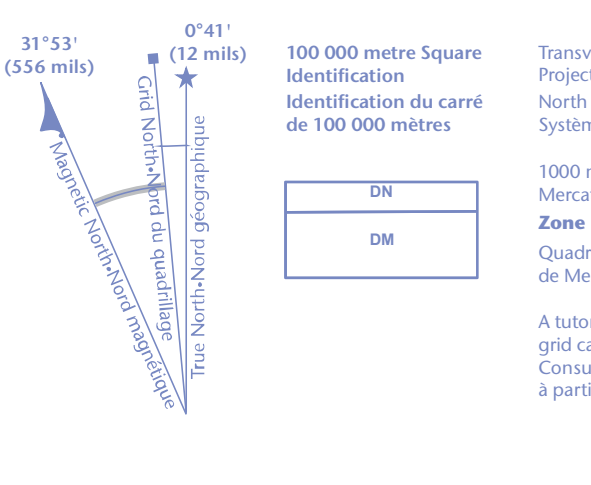 31°53'
(556 mils)
0°41'
(12 mils)
Magnetic North•Nord magnétique
Grid North•Nord du quadrillage
True North•Nord géographique
100 000 metre Square
Identification
Identification du carré
de 100 000 mètres
DN
DM
Transv
Project
North
Systèm
1000 m
Mercat
Zone
Quadr
de Me
A tutor
grid ca
Consu
à parti